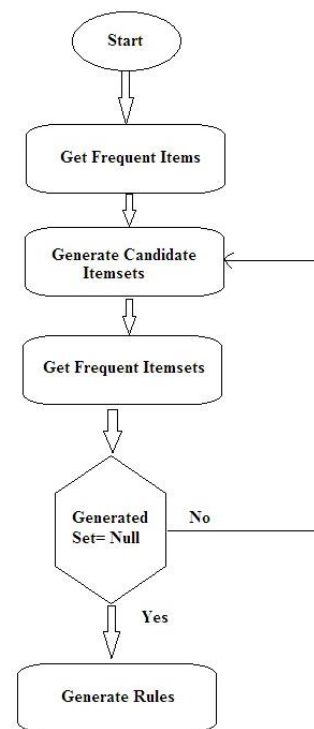 Start
Get Frequent Items
Generate Candidate
Itemsets
Get Frequent Itemsets
Generated
Set= Null
No
Yes
Generate Rules